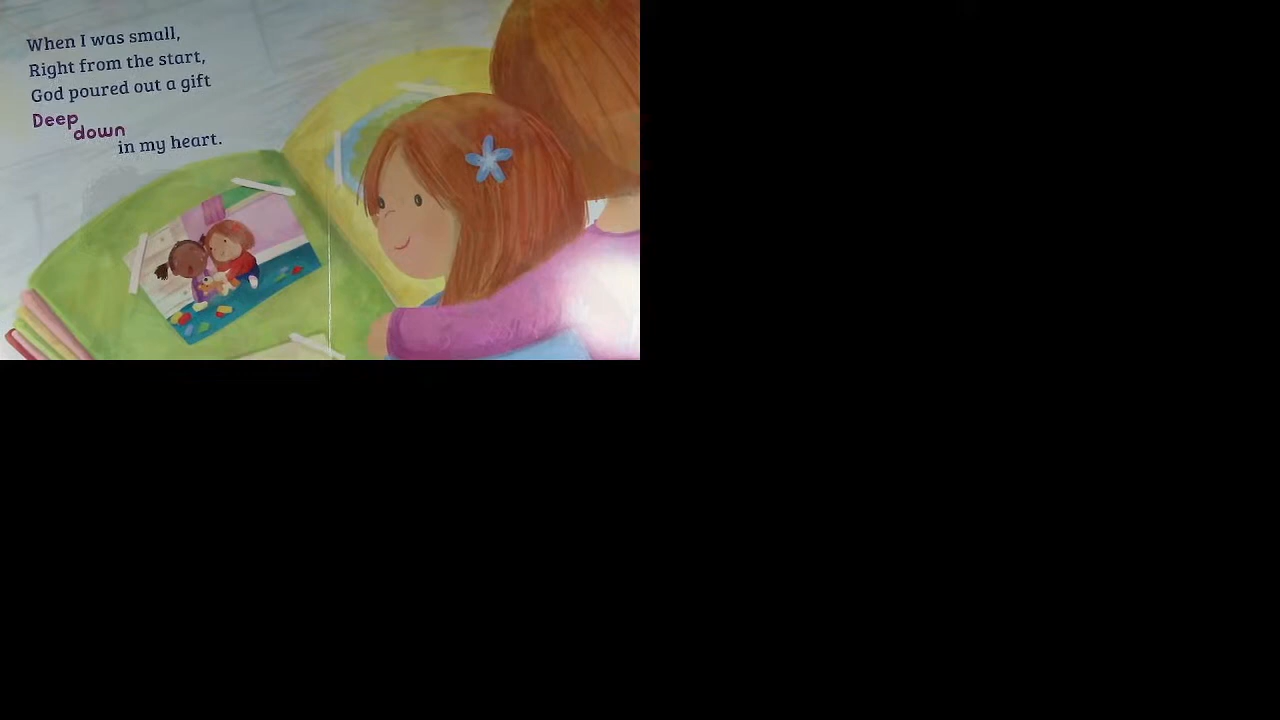 When I was small,
Right from the start,
God poured out a gift
Deep
down
in my heart.